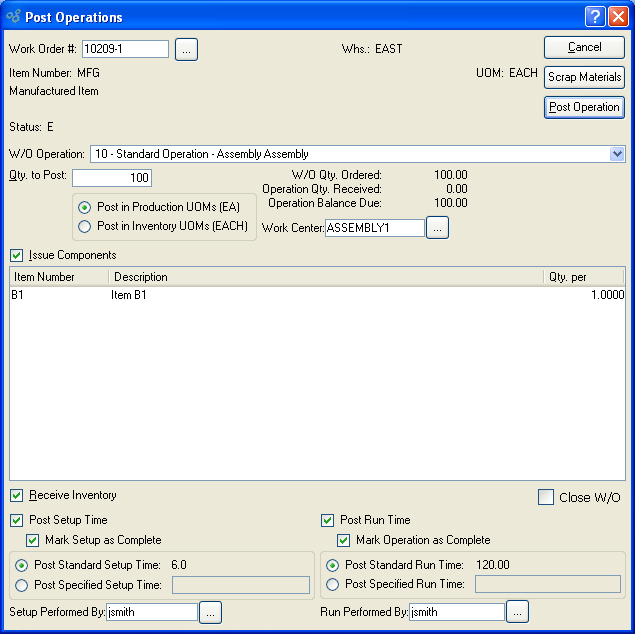 Post Operations
Work Order #: 10209-1 ... Whs.: EAST Cancel
Item Number: MFG UOM: EACH Scrap Materials
Manufactured Item
Post Operation
Status: E
W/O Operation: 10 - Standard Operation - Assembly Assembly
Qty. to Post: 100 W/O Qty. Ordered: 100.00
Operation Qty. Received: 0.00
Post in Production UOMs (EA) Operation Balance Due: 100.00
Post in Inventory UOMs (EACH) Work Center: ASSEMBLY1 ...
Issue Components
Item Number Description Qty. per
B1 Item B1 1.0000
Receive Inventory Close W/O
Post Setup Time Post Run Time
Mark Setup as Complete Mark Operation as Complete
Post Standard Setup Time: 6.0 Post Standard Run Time: 120.00
Post Specified Setup Time: Post Specified Run Time:
Setup Performed By: jsmith ... Run Performed By: jsmith ...